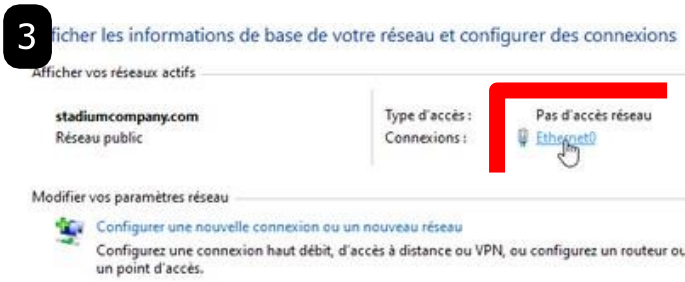 3
ficher les informations de base de votre réseau et configurer des connexions
Afficher vos réseaux actifs
stadiumcompany.com
Réseau public
Type d'accès :
Pas d'accès réseau
Connexions :
Ethernet0
Modifier vos paramètres réseau
Configurer une nouvelle connexion ou un nouveau réseau
Configurez une connexion haut débit, d'accès à distance ou VPN, ou configurez un routeur ou
un point d'accès.